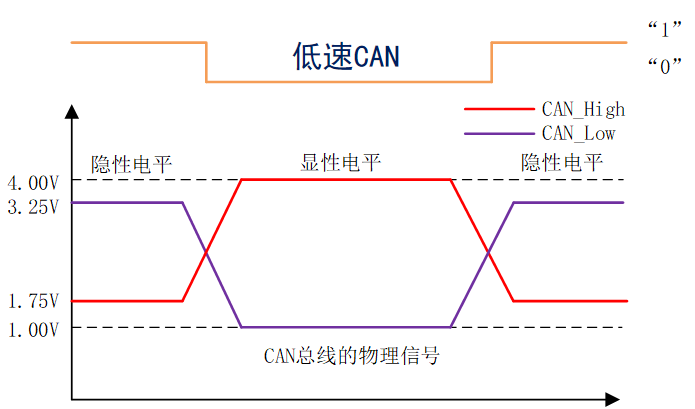 “1”
低速CAN
“0”
CAN_High
CAN_Low
隐性电平
显性电平
隐性电平
4.00V
3.25V
1.75V
1.00V
CAN总线的物理信号